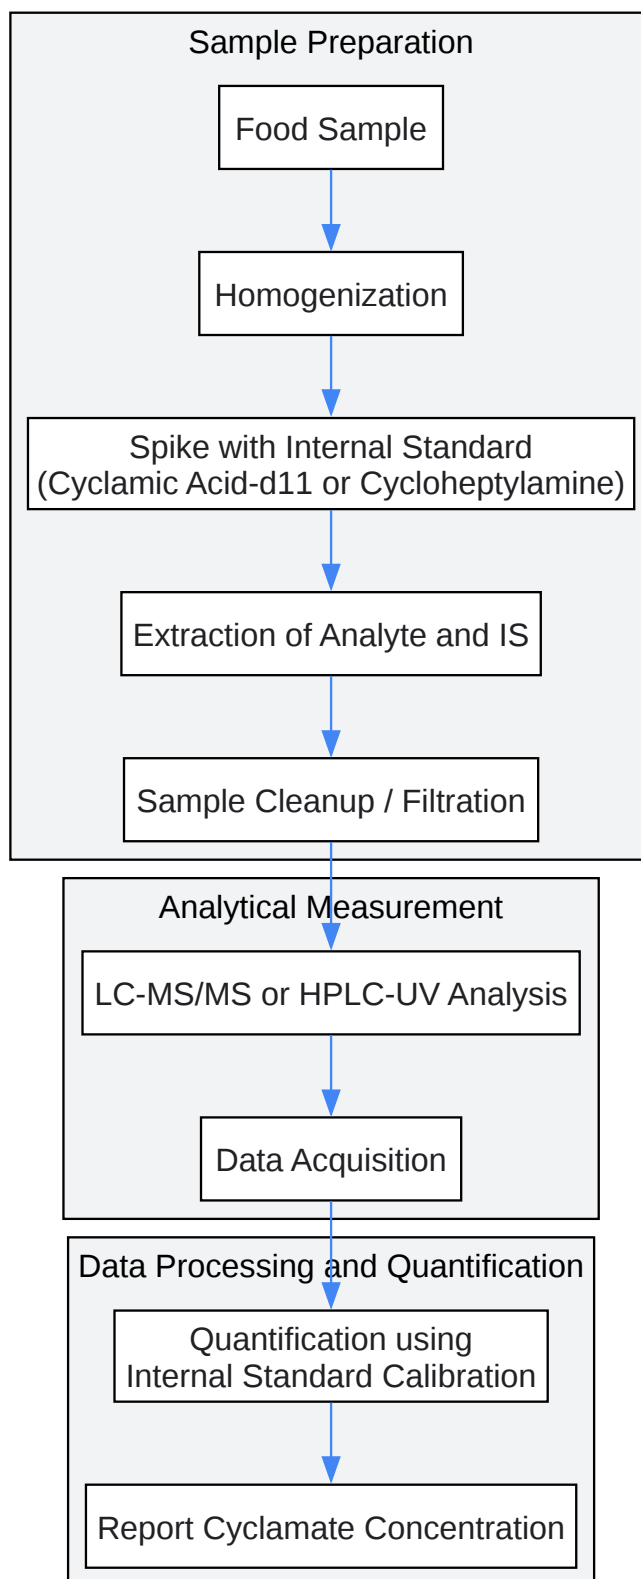 Sample Preparation
Food Sample
Homogenization
Spike with Internal Standard
(Cyclamic Acid-d11 or Cycloheptylamine)
Extraction of Analyte and IS
Sample Cleanup / Filtration
Analytical Measurement
LC-MS/MS or HPLC-UV Analysis
Data Acquisition
Data Processing and Quantification
Quantification using
Internal Standard Calibration
Report Cyclamate Concentration